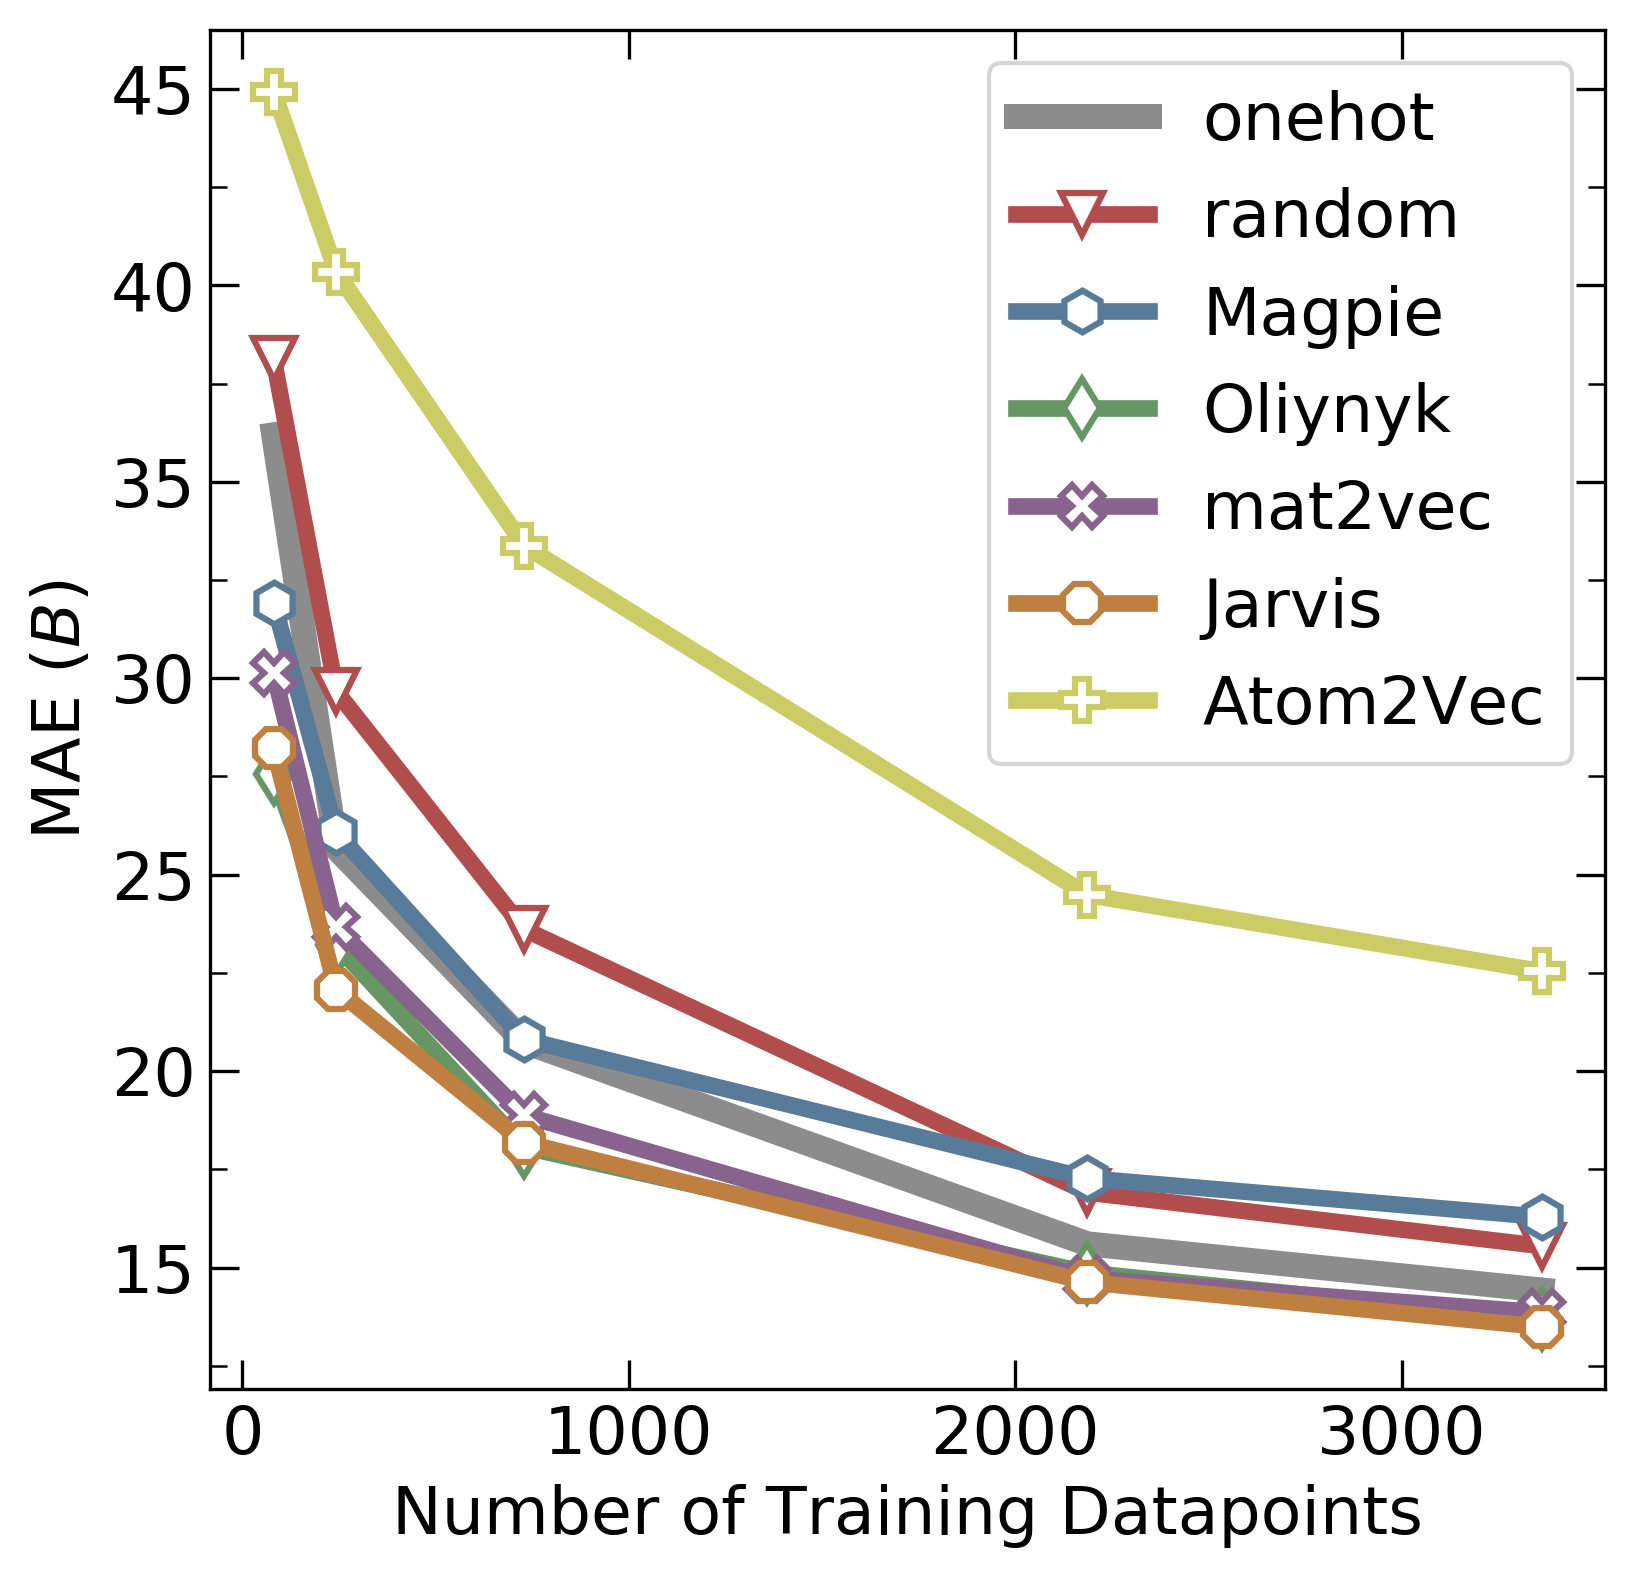 45
40
35
30
25
20
15
MAE (B)
onehot
random
Magpie
Oliynyk
mat2vec
Jarvis
Atom2Vec
0 1000 2000 3000
Number of Training Datapoints